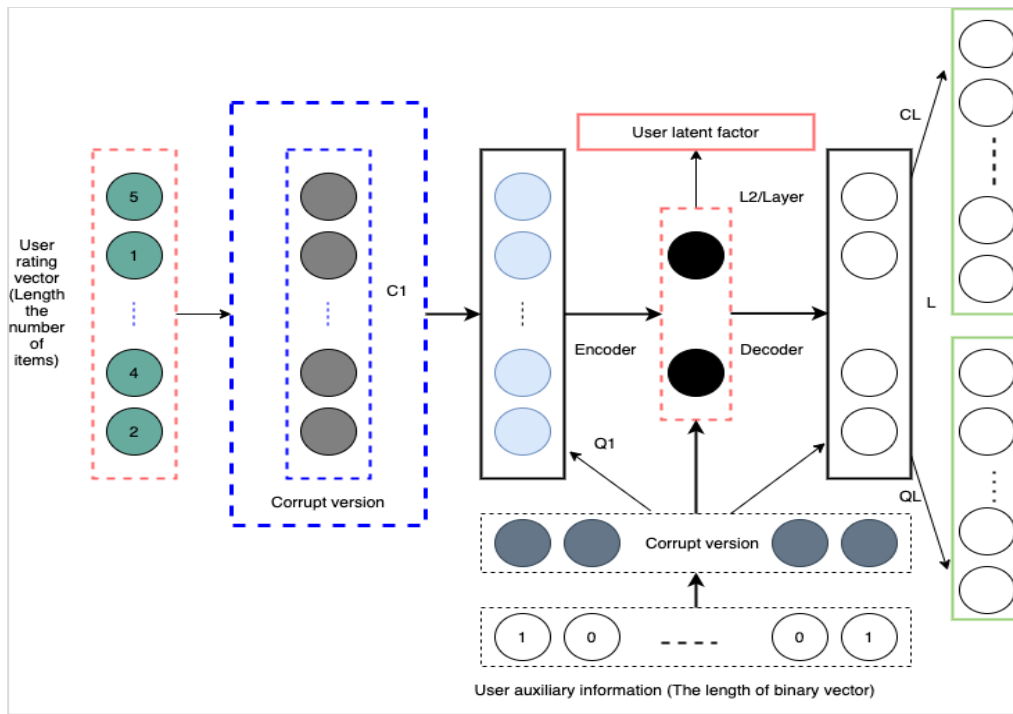 User
rating
vector
(Length
the
number
of
items)
5
1
4
2
Corrupt version
C1
Encoder
User latent factor
L2/Layer
Decoder
CL
L
QL
Q1
Corrupt version
1
0
0
1
User auxiliary information (The length of binary vector)